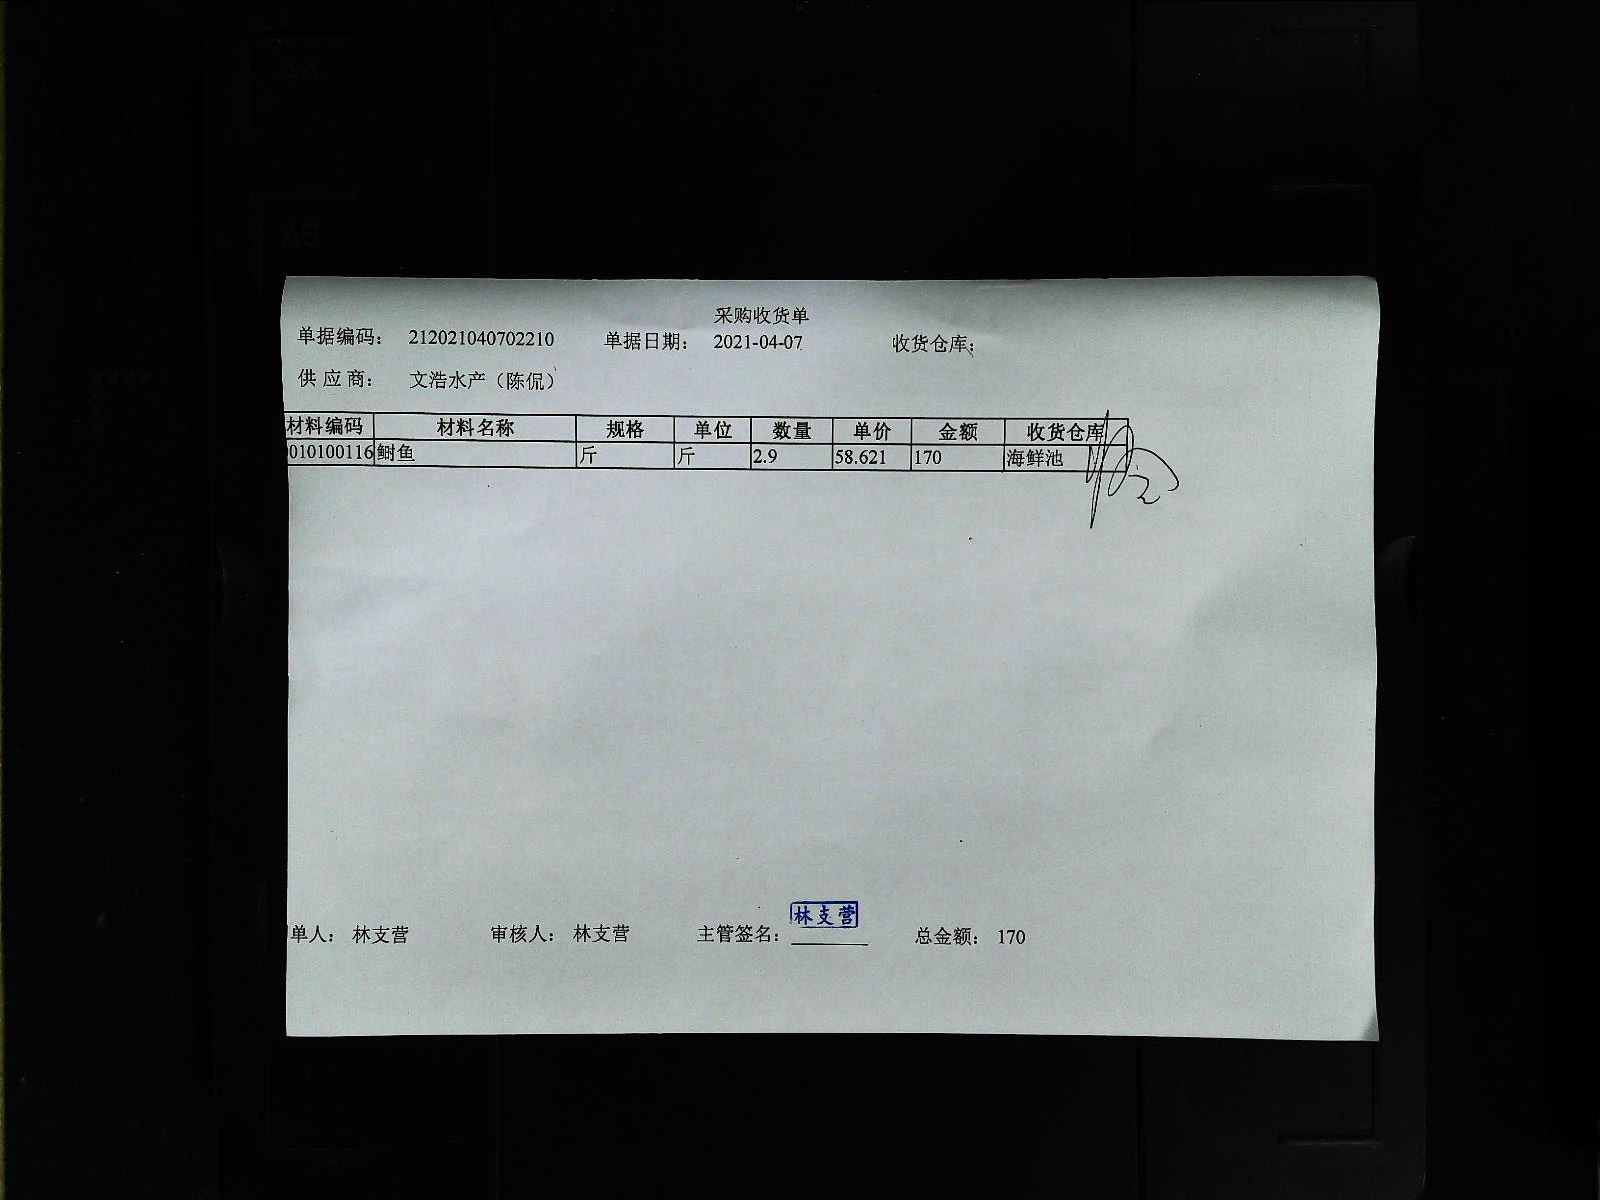 采购收货单
单据编码： 212021040702210 单据日期： 2021-04-07 收货仓库：
供 应 商： 文浩水产（陈侃）
材料编码 材料名称 规格 单位 数量 单价 金额 收货仓库
010100116 鲥鱼 斤 斤 2.9 58.621 170 海鲜池
单人： 林支营 审核人： 林支营 主管签名： 林支营 总金额： 170